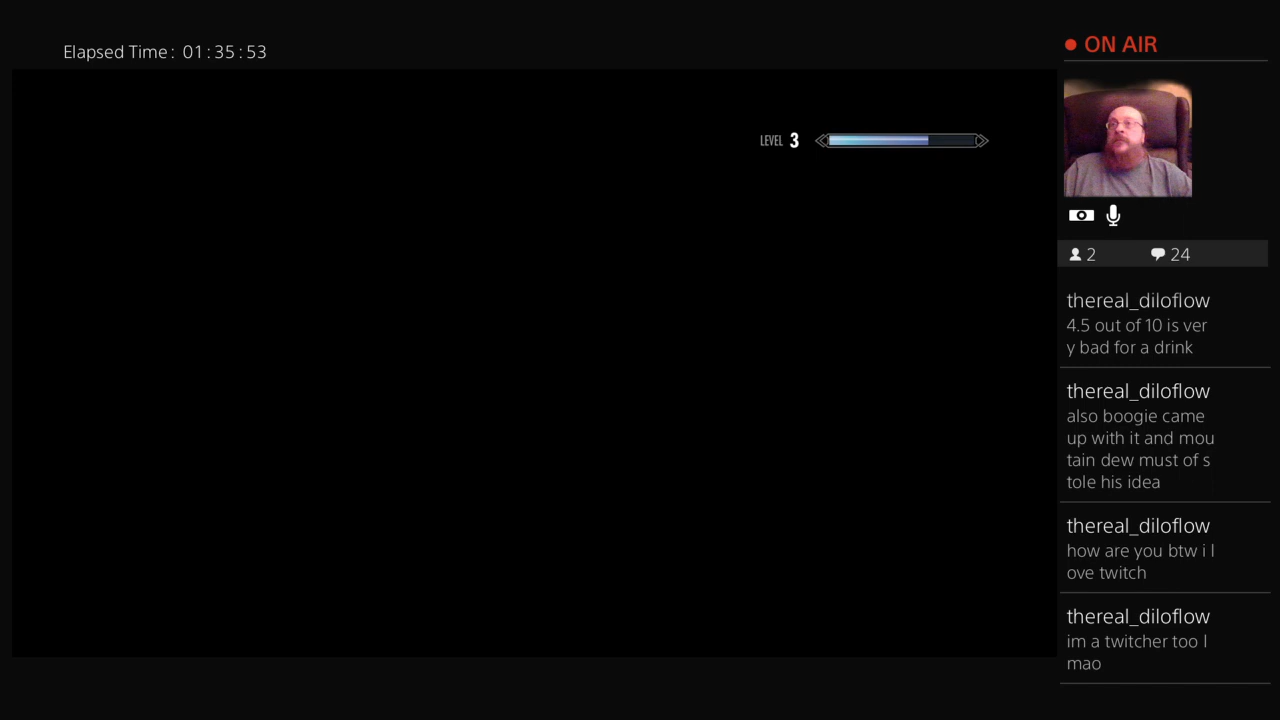 Elapsed Time: 01:35:53
ON AIR
LEVEL 3
2 24
thereal_diloflow
4.5 out of 10 is ver
y bad for a drink
thereal_diloflow
also boogie came
up with it and mou
tain dew must of s
tole his idea
thereal_diloflow
how are you btw i l
ove twitch
thereal_diloflow
im a twitcher too l
mao